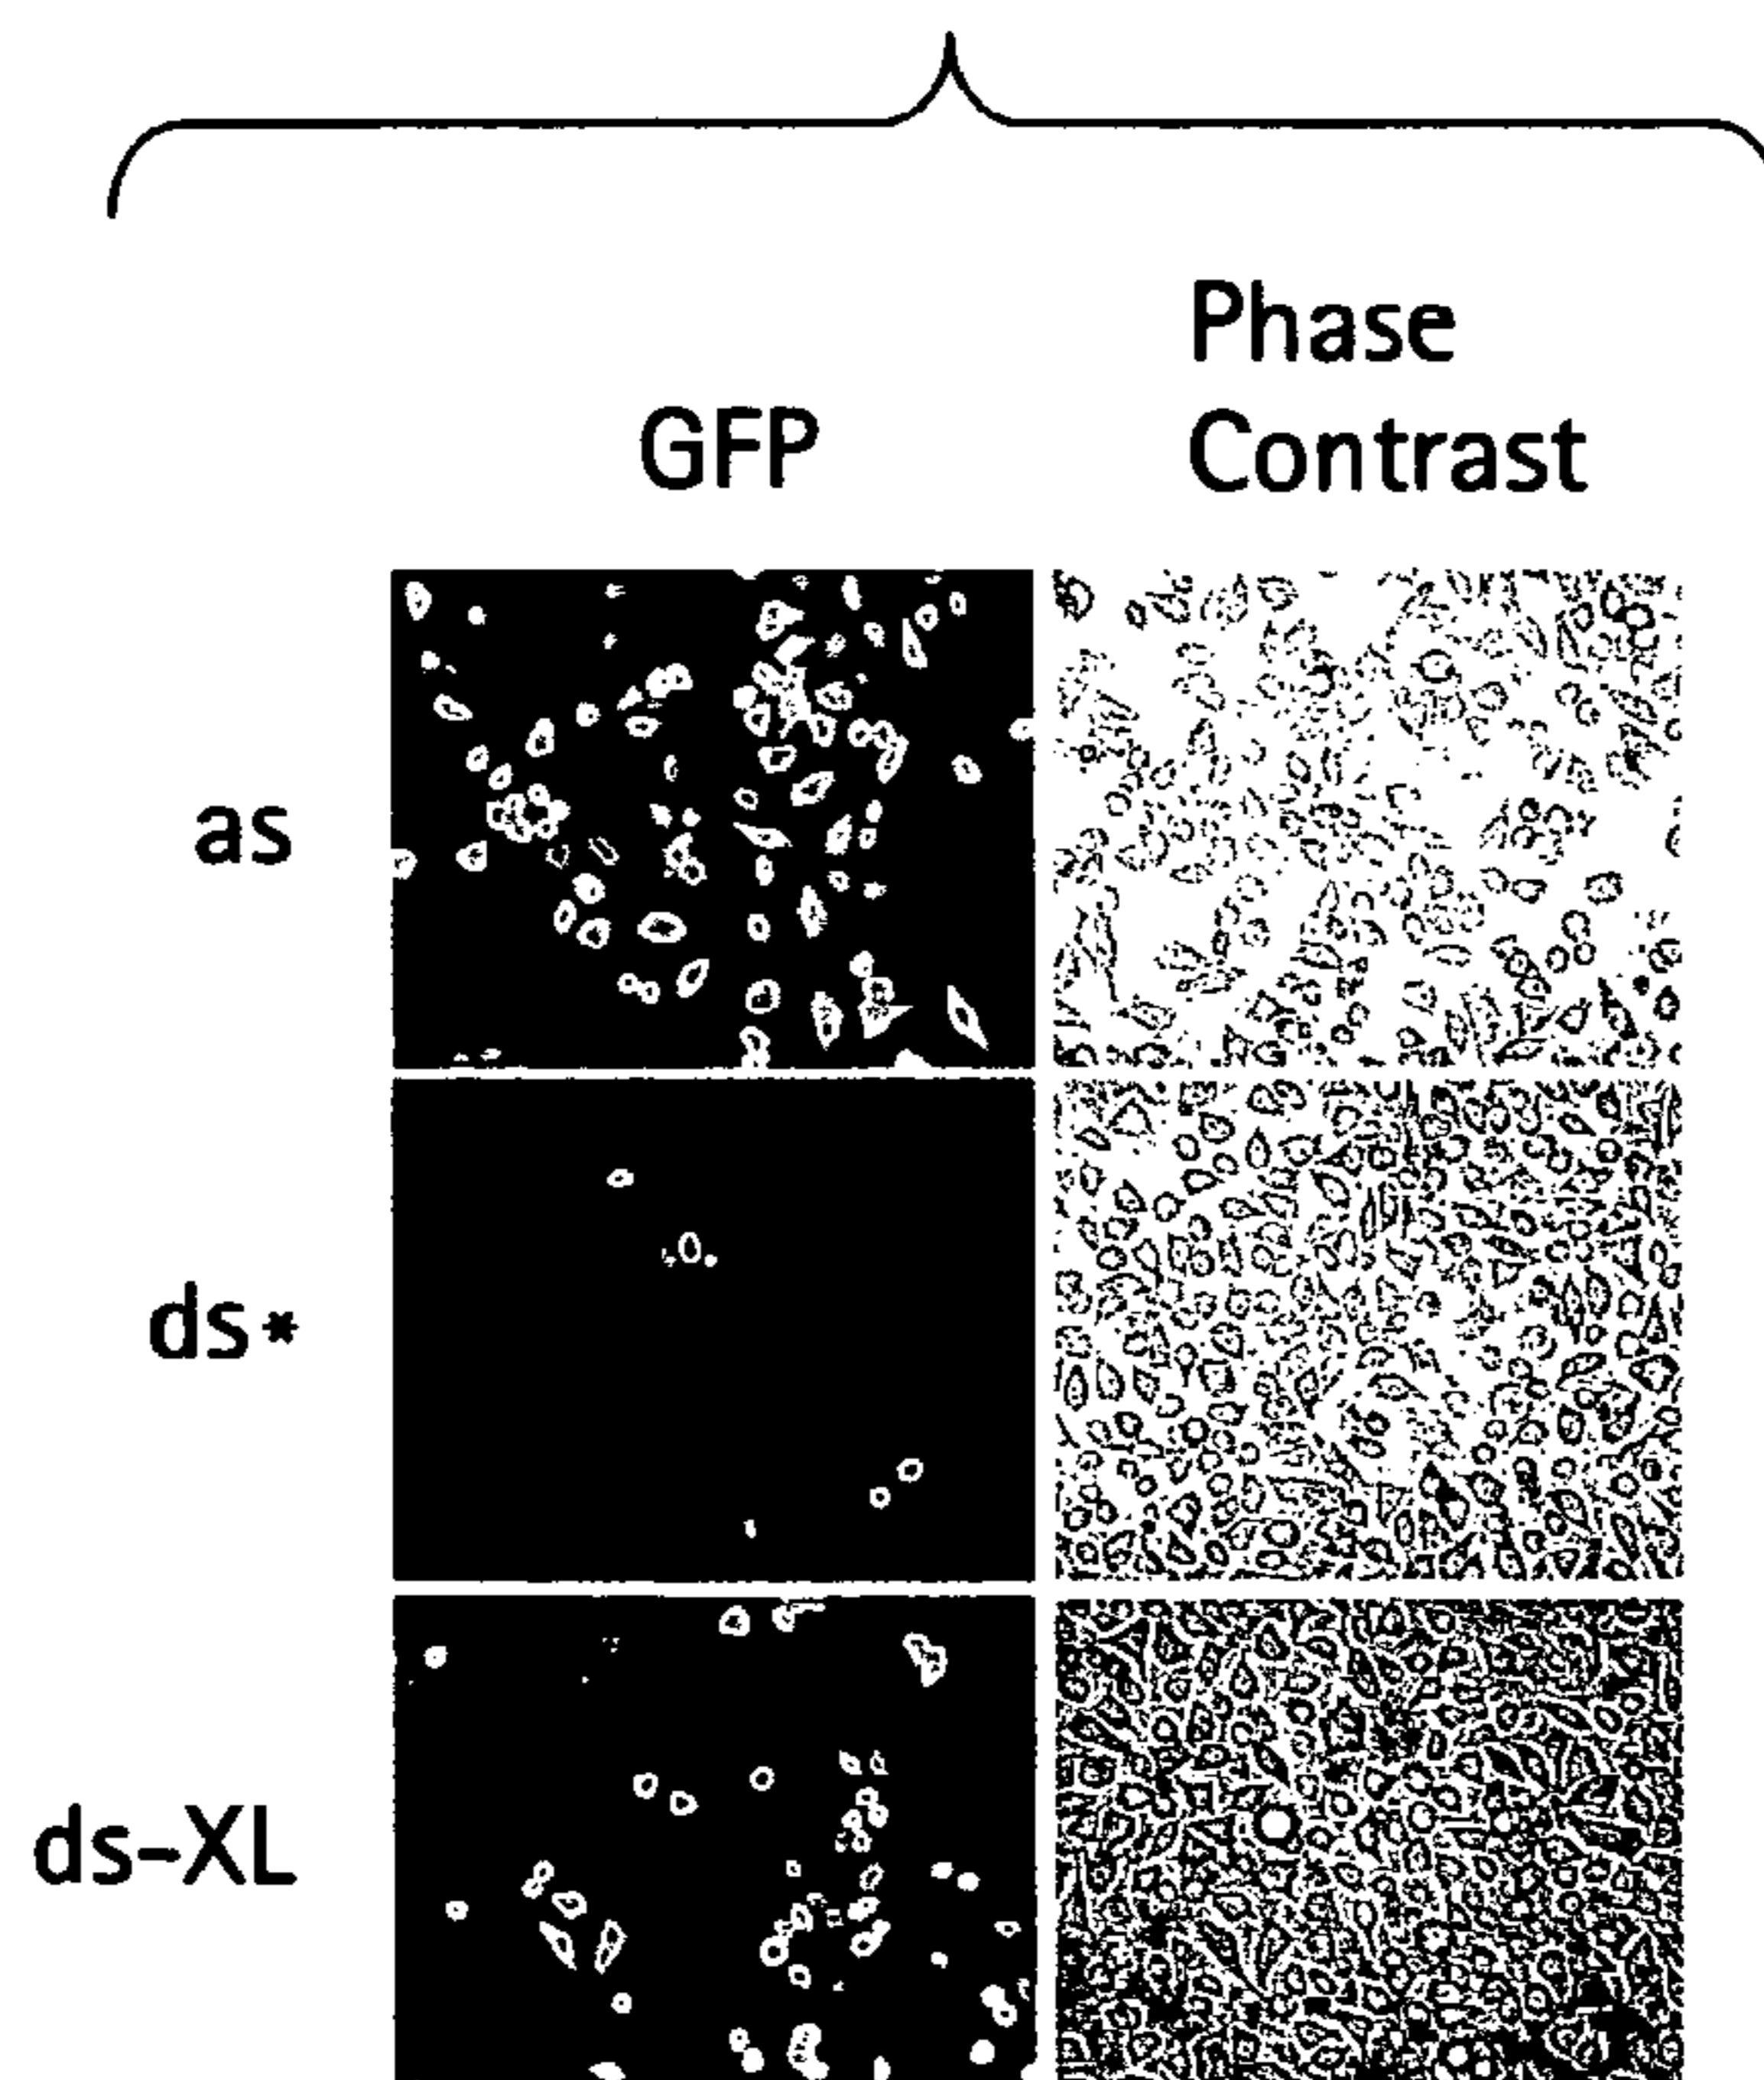 Phase
GFP Contrast
as
ds*
ds-XL